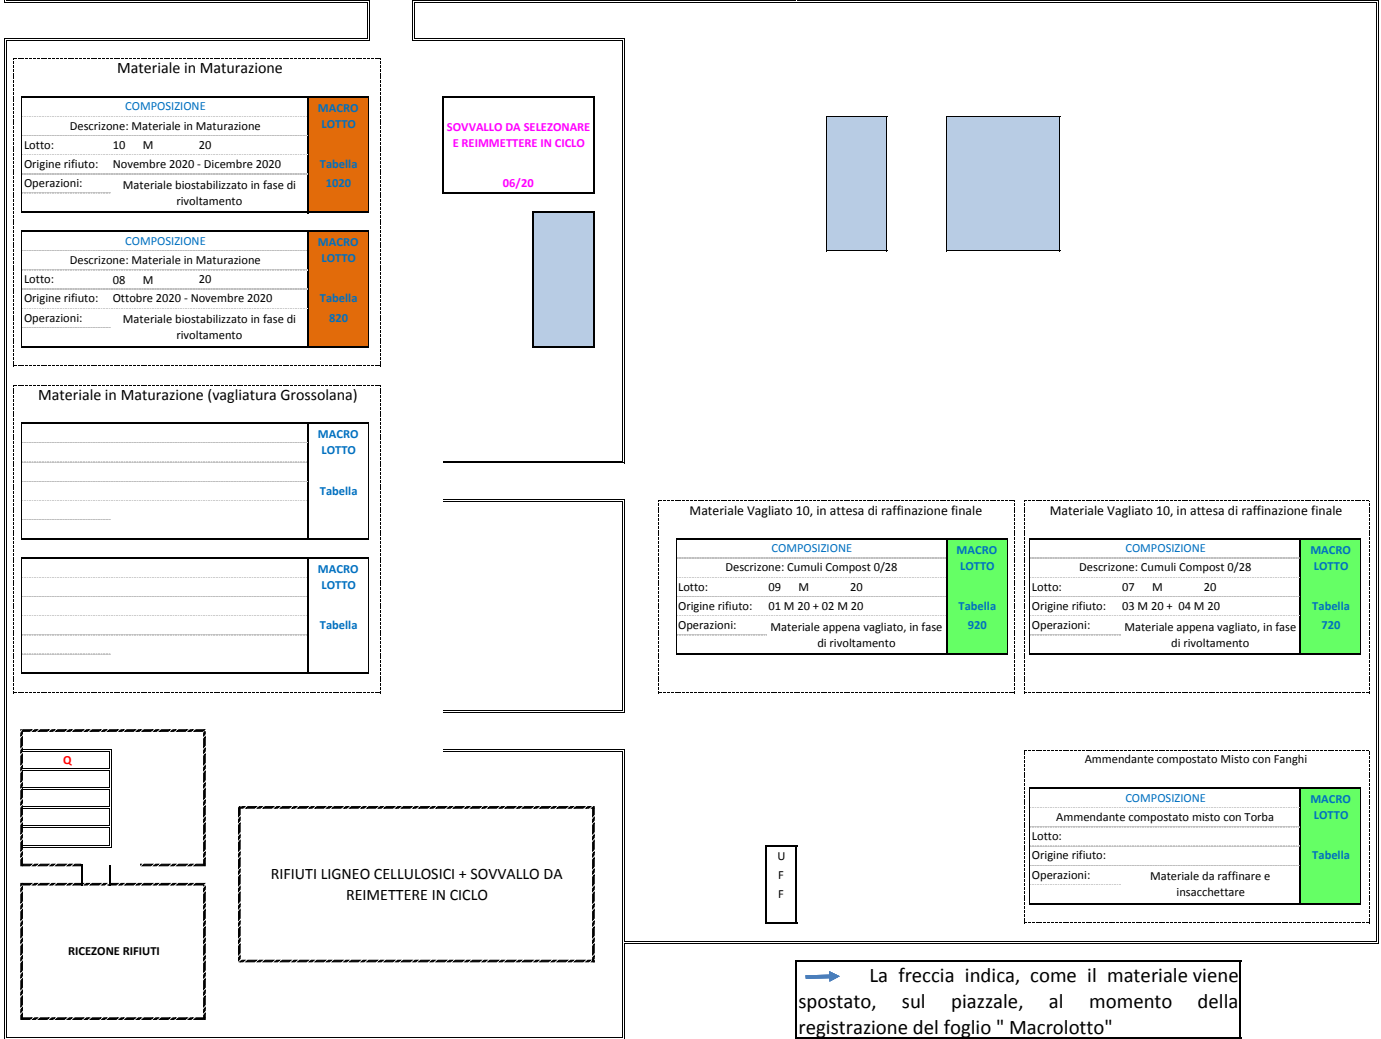 Materiale in Maturazione
COMPOSIZIONE
MACRO
LOTTO
Descrizone: Materiale in Maturazione
Lotto: 10 M 20
Origine rifiuto: Novembre 2020 - Dicembre 2020
Tabella
Operazioni: Materiale biostabilizzato in fase di
rivoltamento
1020
COMPOSIZIONE
MACRO
LOTTO
Descrizone: Materiale in Maturazione
Lotto: 08 M 20
Origine rifiuto: Ottobre 2020 - Novembre 2020
Tabella
Operazioni: Materiale biostabilizzato in fase di
rivoltamento
820
SOVVALLO DA SELEZONARE
E REIMMETTERE IN CICLO
06/20
Materiale in Maturazione (vagliatura Grossolana)
MACRO
LOTTO
Tabella
MACRO
LOTTO
Tabella
Materiale Vagliato 10, in attesa di raffinazione finale
COMPOSIZIONE
MACRO
LOTTO
Descrizone: Cumuli Compost 0/28
Lotto: 09 M 20
Origine rifiuto: 01 M 20 + 02 M 20
Tabella
Operazioni: Materiale appena vagliato, in fase
di rivoltamento
920
Materiale Vagliato 10, in attesa di raffinazione finale
COMPOSIZIONE
MACRO
LOTTO
Descrizone: Cumuli Compost 0/28
Lotto: 07 M 20
Origine rifiuto: 03 M 20 + 04 M 20
Tabella
Operazioni: Materiale appena vagliato, in fase
di rivoltamento
720
Q
RICEZONE RIFIUTI
RIFIUTI LIGNEO CELLULOSICI + SOVVALLO DA
REIMETTERE IN CICLO
U
F
F
Ammendante compostato Misto con Fanghi
COMPOSIZIONE
MACRO
LOTTO
Ammendante compostato misto con Torba
Lotto:
Origine rifiuto:
Tabella
Operazioni: Materiale da raffinare e
insacchettare
La freccia indica, come il materiale viene
spostato, sul piazzale, al momento della
registrazione del foglio " Macrolotto"